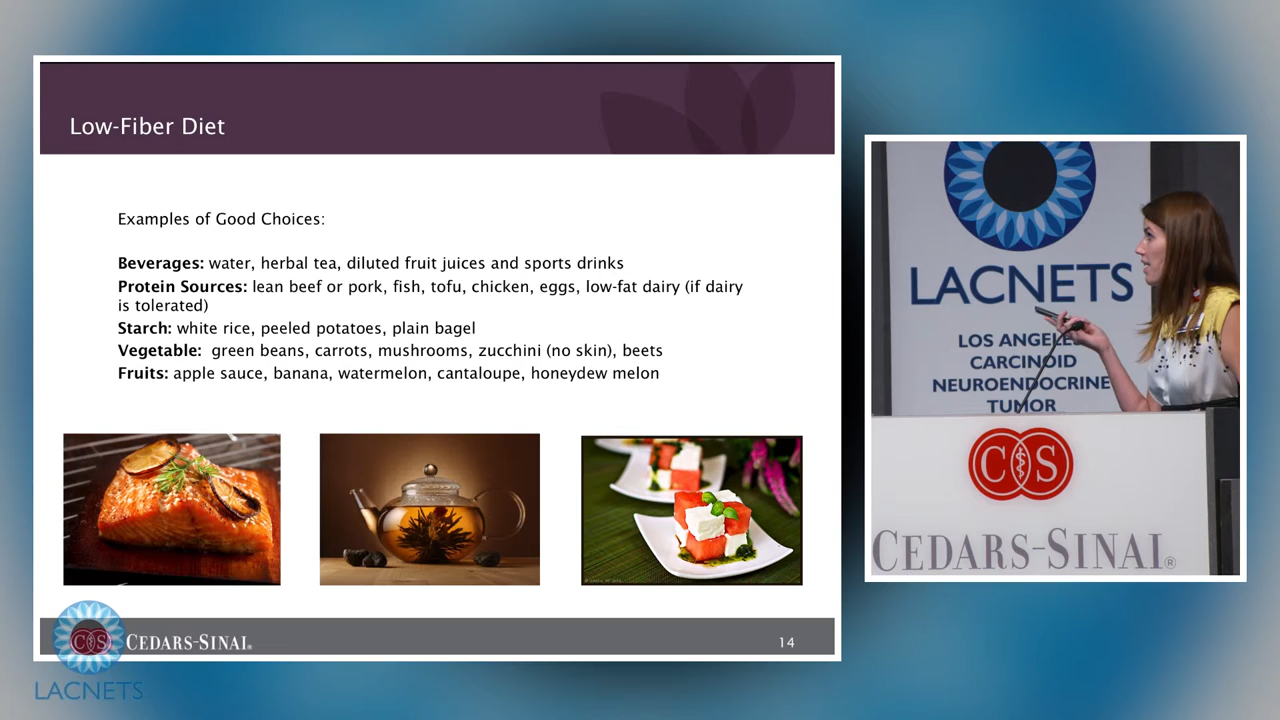 Low-Fiber Diet
Examples of Good Choices:
Beverages: water, herbal tea, diluted fruit juices and sports drinks
Protein Sources: lean beef or pork, fish, tofu, chicken, eggs, low-fat dairy (if dairy
is tolerated)
Starch: white rice, peeled potatoes, plain bagel
Vegetable:  green beans, carrots, mushrooms, zucchini (no skin), beets
Fruits: apple sauce, banana, watermelon, cantaloupe, honeydew melon
CS CEDARS-SINAI®
14
LACNETS
LACNETS
LOS ANGELE
CARCINOID
NEUROENDOCRINE
TUMOR
CS
CEDARS-SINAI®